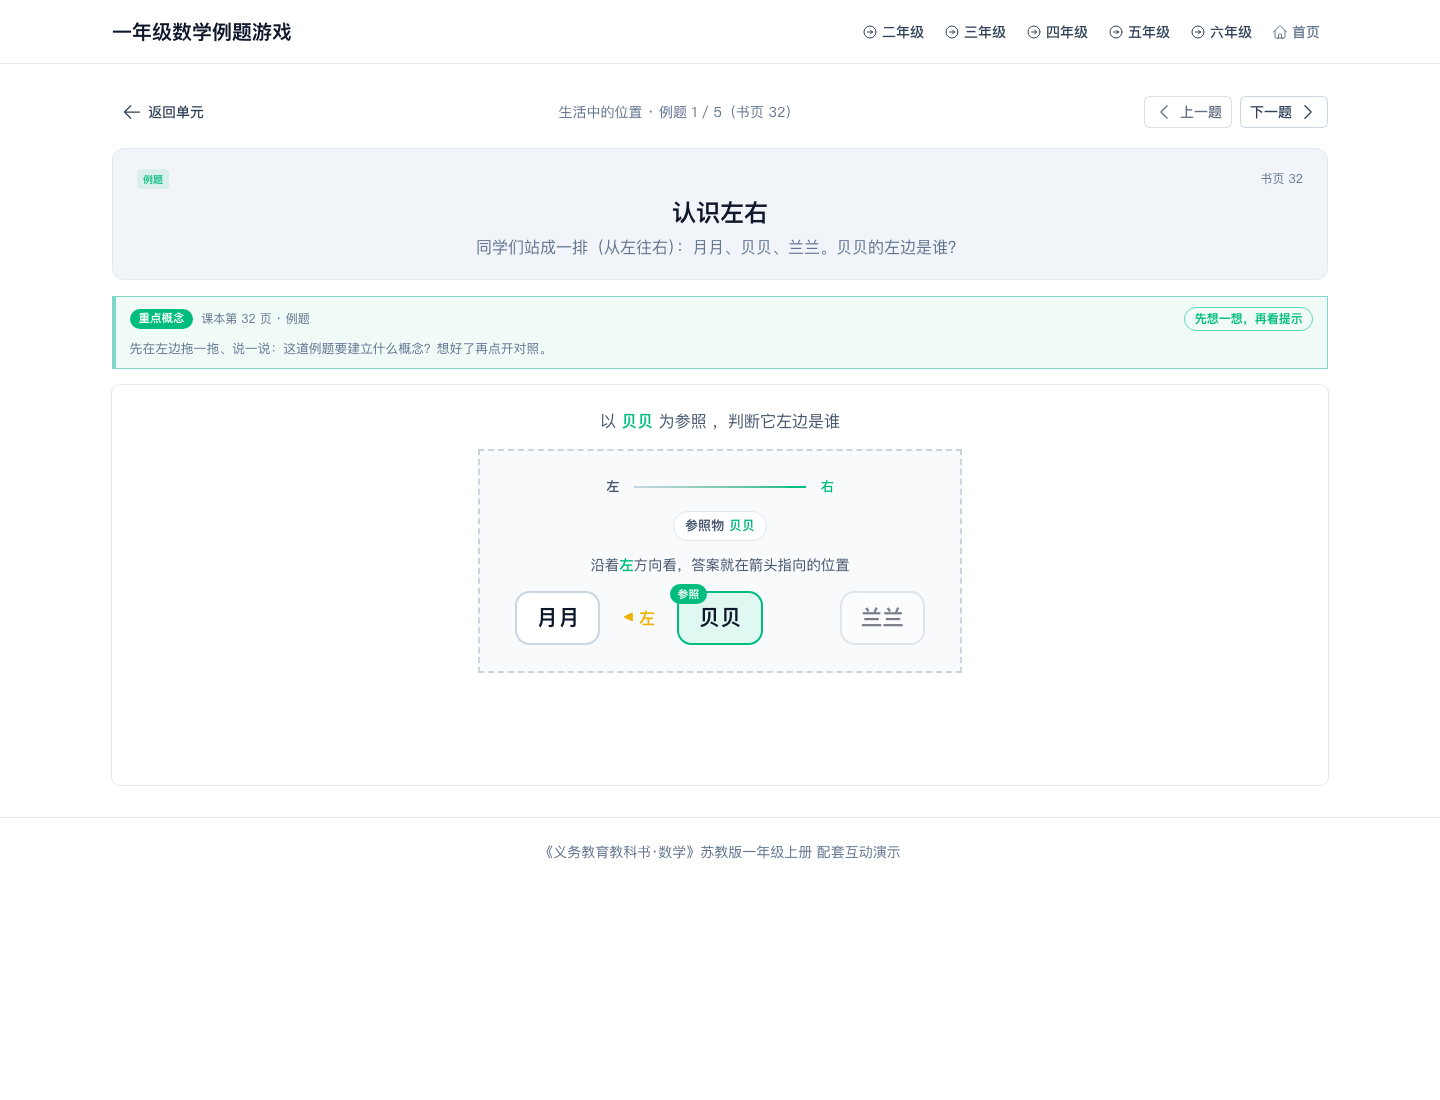 一年级数学例题游戏
二年级 三年级 四年级 五年级 六年级 首页
返回单元
生活中的位置 · 例题 1 / 5（书页 32）
上一题 下一题
例题
书页 32
认识左右
同学们站成一排（从左往右）：月月、贝贝、兰兰。贝贝的左边是谁？
重点概念 课本第 32 页 · 例题
先想一想，再看提示
先在左边拖一拖、说一说：这道例题要建立什么概念？想好了再点开对照。
以 贝贝 为参照 ，判断它左边是谁
左 右
参照物 贝贝
沿着左方向看，答案就在箭头指向的位置
参照
月月 ◀ 左 贝贝 兰兰
《义务教育教科书·数学》苏教版一年级上册 配套互动演示